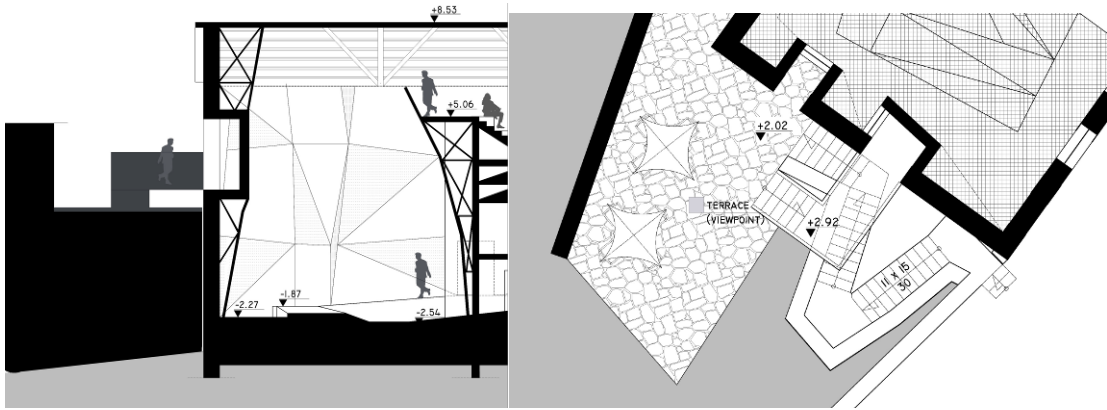 +8.53
+5.06
-1.87
-2.27
-2.54
+2.02
TERRACE
(VIEWPOINT)
+2.92
11 x 15
30